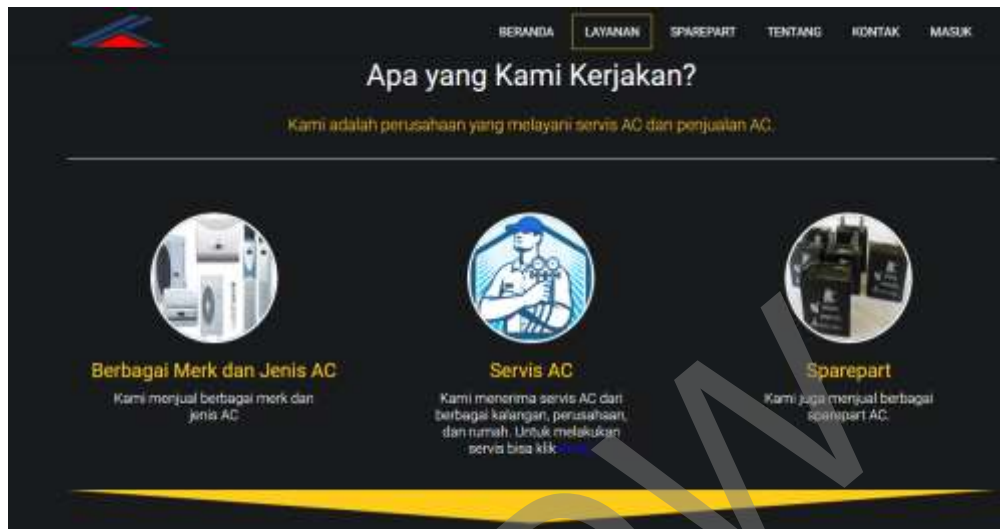 BERANDA LAYANAN SPAREPART TENTANG KONTAK MASUK
Apa yang Kami Kerjakan?
Kami adalah perusahaan yang melayani servis AC dan penjualan AC.
Berbagai Merk dan Jenis AC
Kami menjual berbagai merk dan
jenis AC
Servis AC
Kami menerima servis AC dari
berbagai kalangan, perusahaan,
dan rumah. Untuk melakukan
servis bisa klik
Sparepart
Kami juga menjual berbagai
sparepart AC.